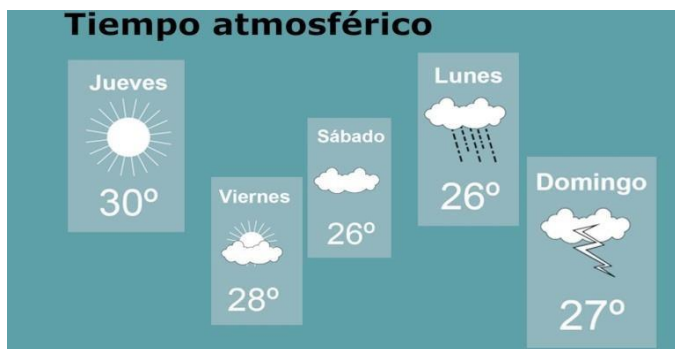 Tiempo atmosférico
Jueves
30º
Viernes
28º
Sábado
26º
Lunes
26º
Domingo
27º